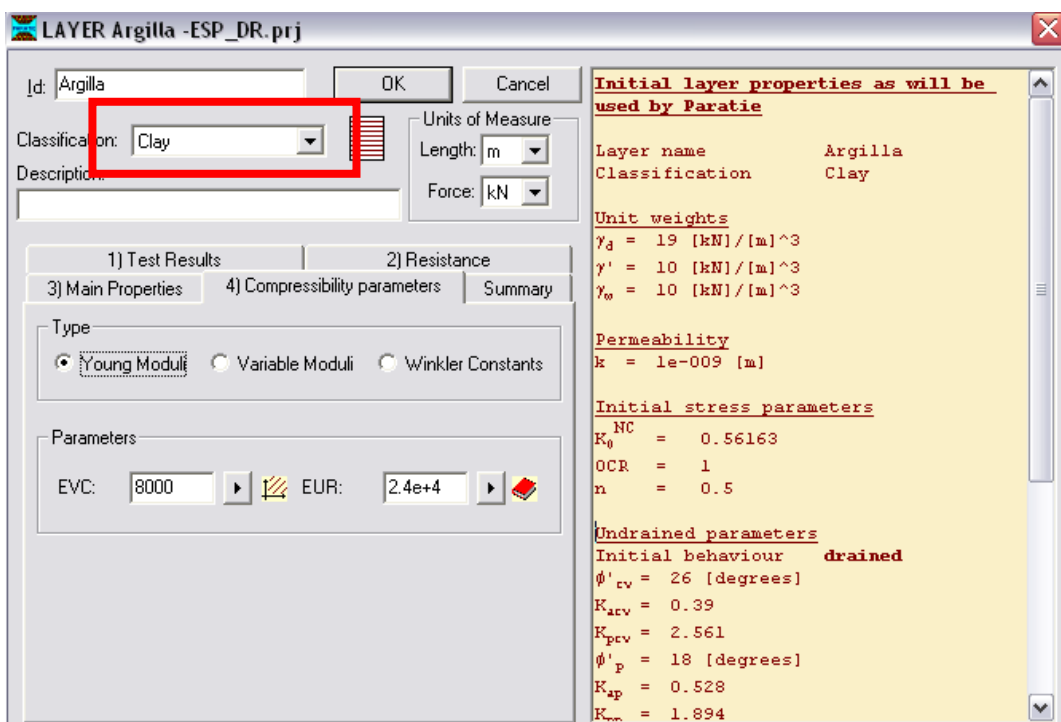 LAYER Argilla -ESP_DR.prj
Id: Argilla
OK
Cancel
Classification: Clay
Description:
Units of Measure
Length: m
Force: kN
1) Test Results
2) Resistance
3) Main Properties
4) Compressibility parameters
Summary
Type
Young Moduli
Variable Moduli
Winkler Constants
Parameters
EVC: 8000
EUR: 2.4e+4
Initial layer properties as will be
used by Paratie
Layer name Argilla
Classification Clay
Unit weights
γd = 19 [kN]/[m]^3
γ' = 10 [kN]/[m]^3
γw = 10 [kN]/[m]^3
Permeability
k = 1e-009 [m]
Initial stress parameters
K0^NC = 0.56163
OCR = 1
n = 0.5
Undrained parameters
Initial behaviour drained
ϕ'cv = 26 [degrees]
Kacv = 0.39
Kpcv = 2.561
ϕ'p = 18 [degrees]
Kap = 0.528
Kpp = 1.894